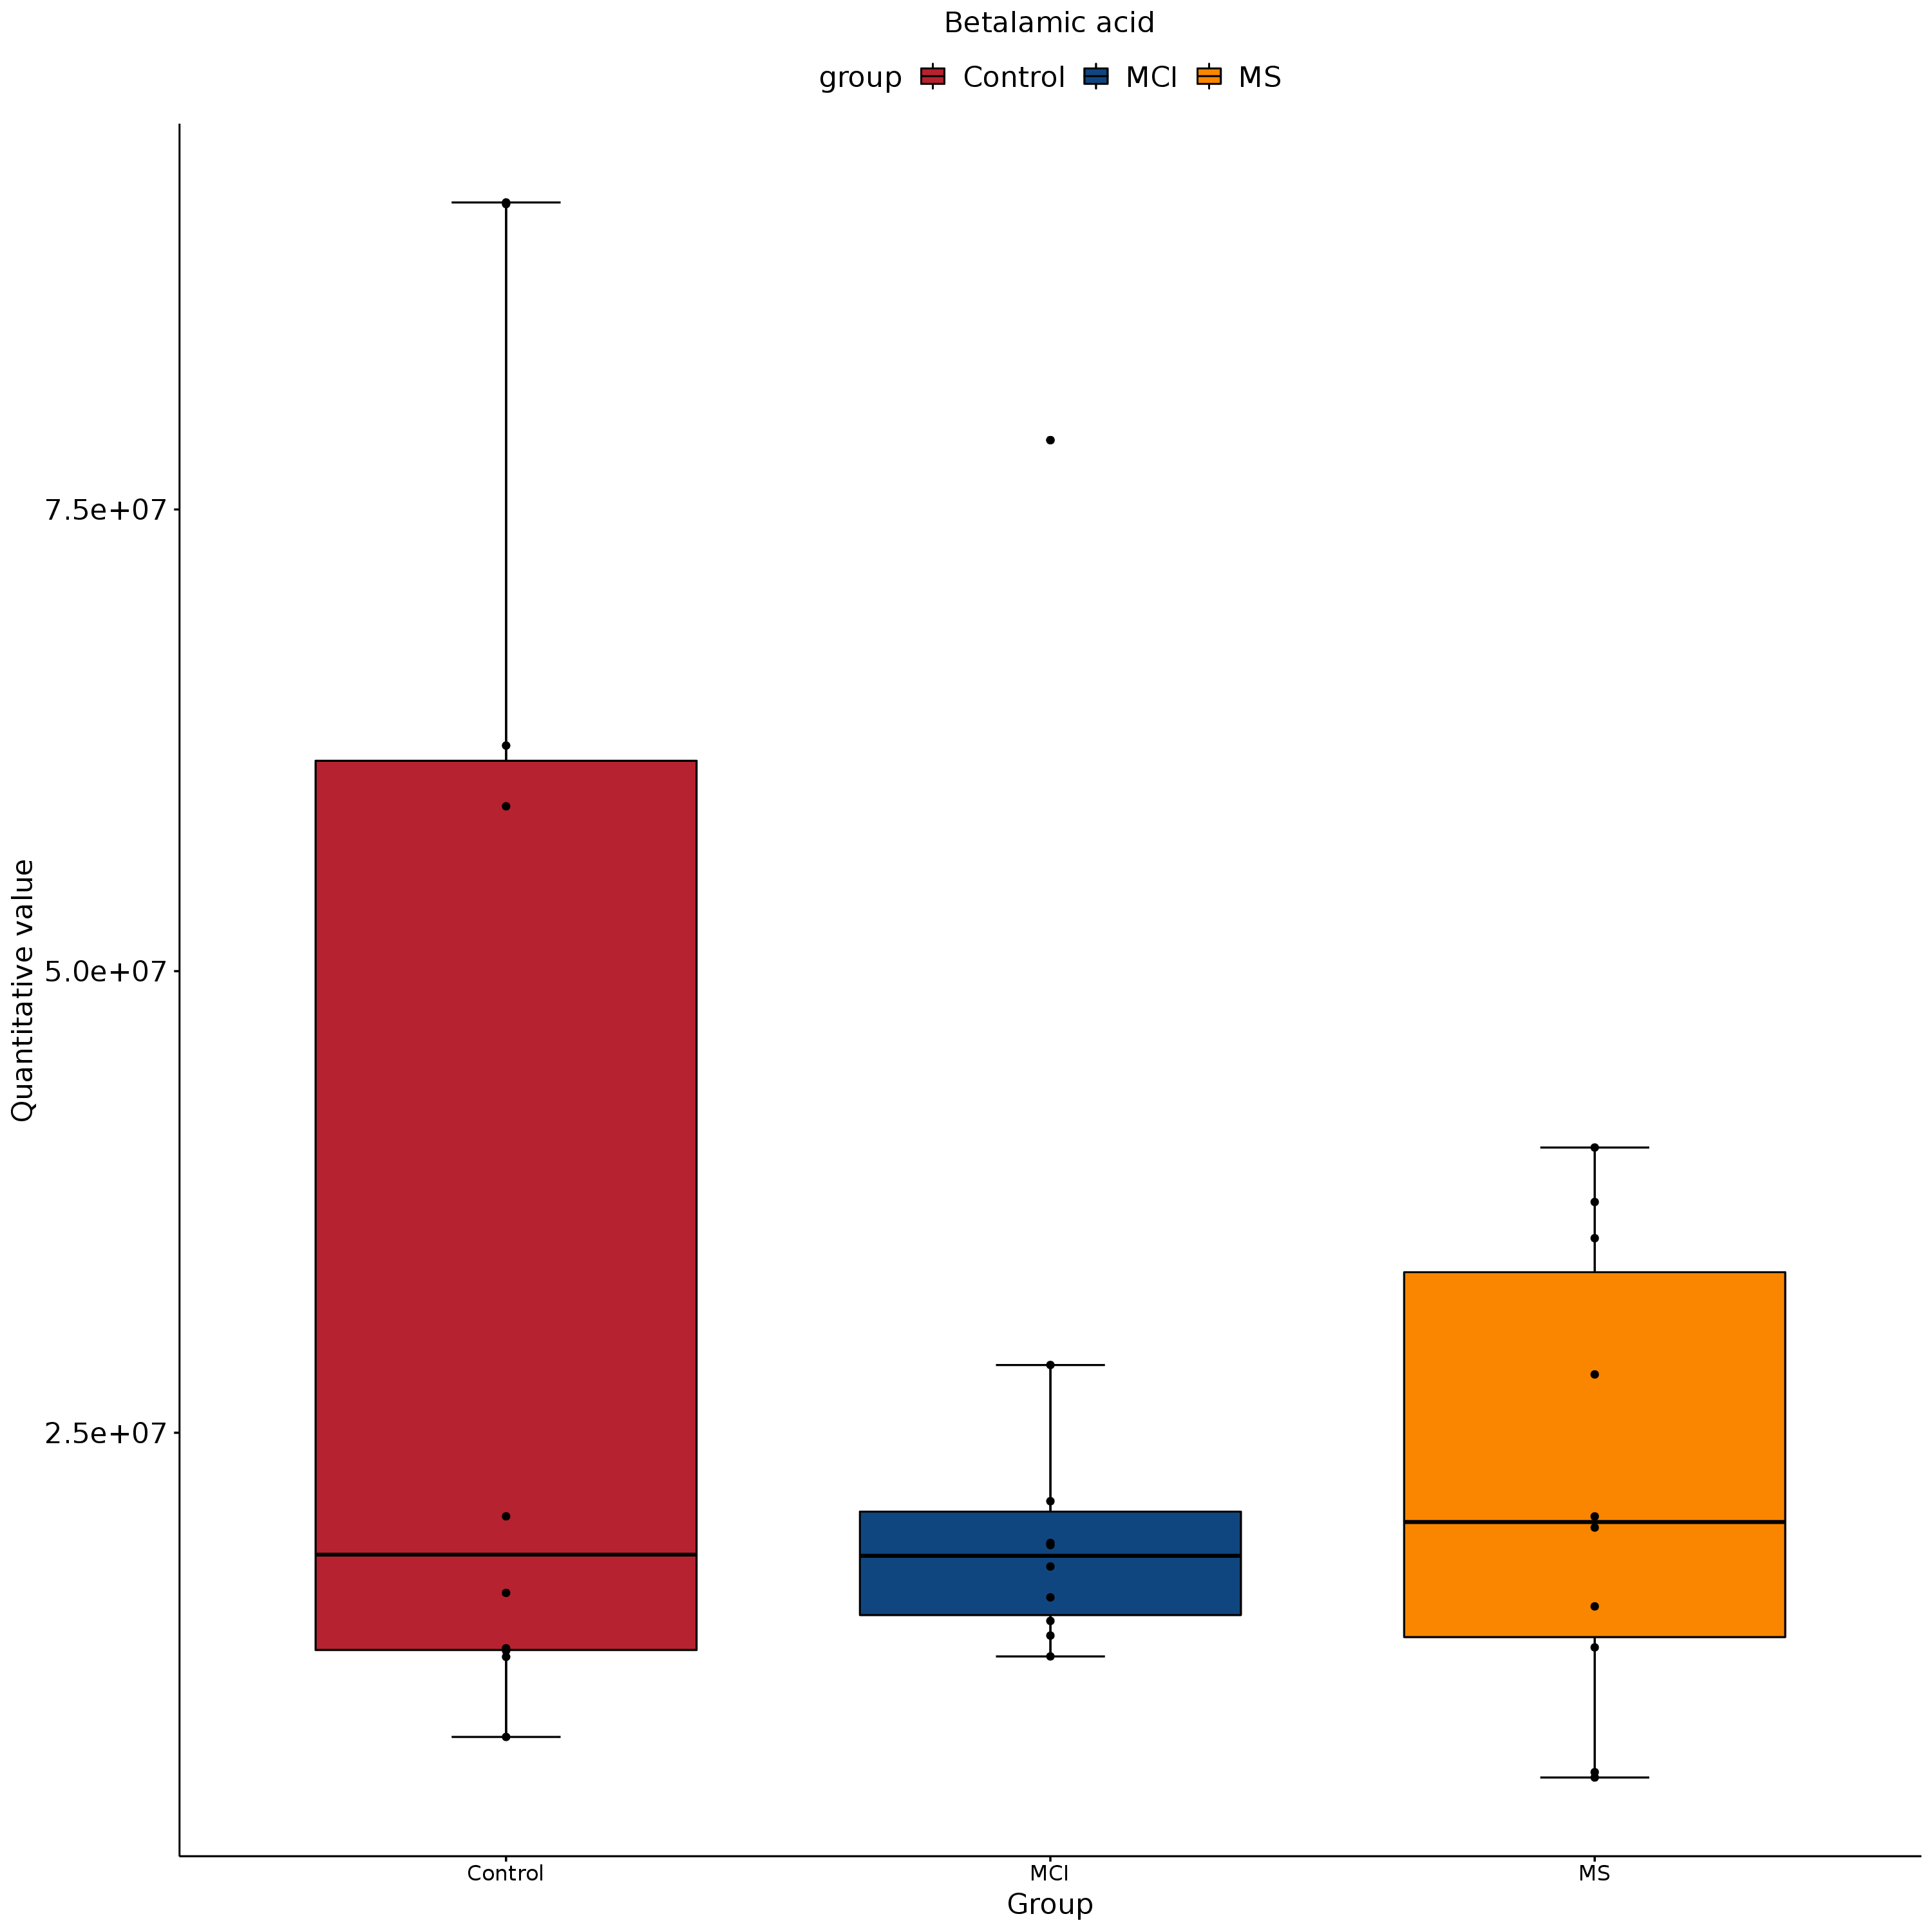 Betalamic acid
group Control MCI MS
7.5e+07
5.0e+07
2.5e+07
Quantitative value
Control MCI MS
Group